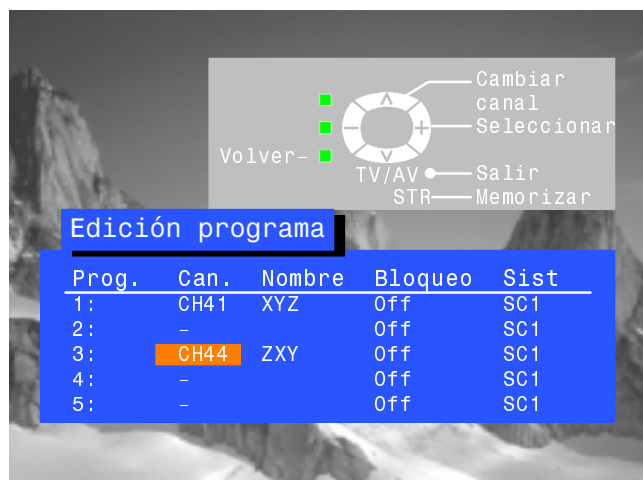 Cambiar
canal
Seleccionar
Volver–
TV/AV Salir
STR Memorizar
Edición programa
Prog. Can. Nombre Bloqueo Sist
1: CH41 XYZ Off SC1
2: – Off SC1
3: CH44 ZXY Off SC1
4: – Off SC1
5: – Off SC1